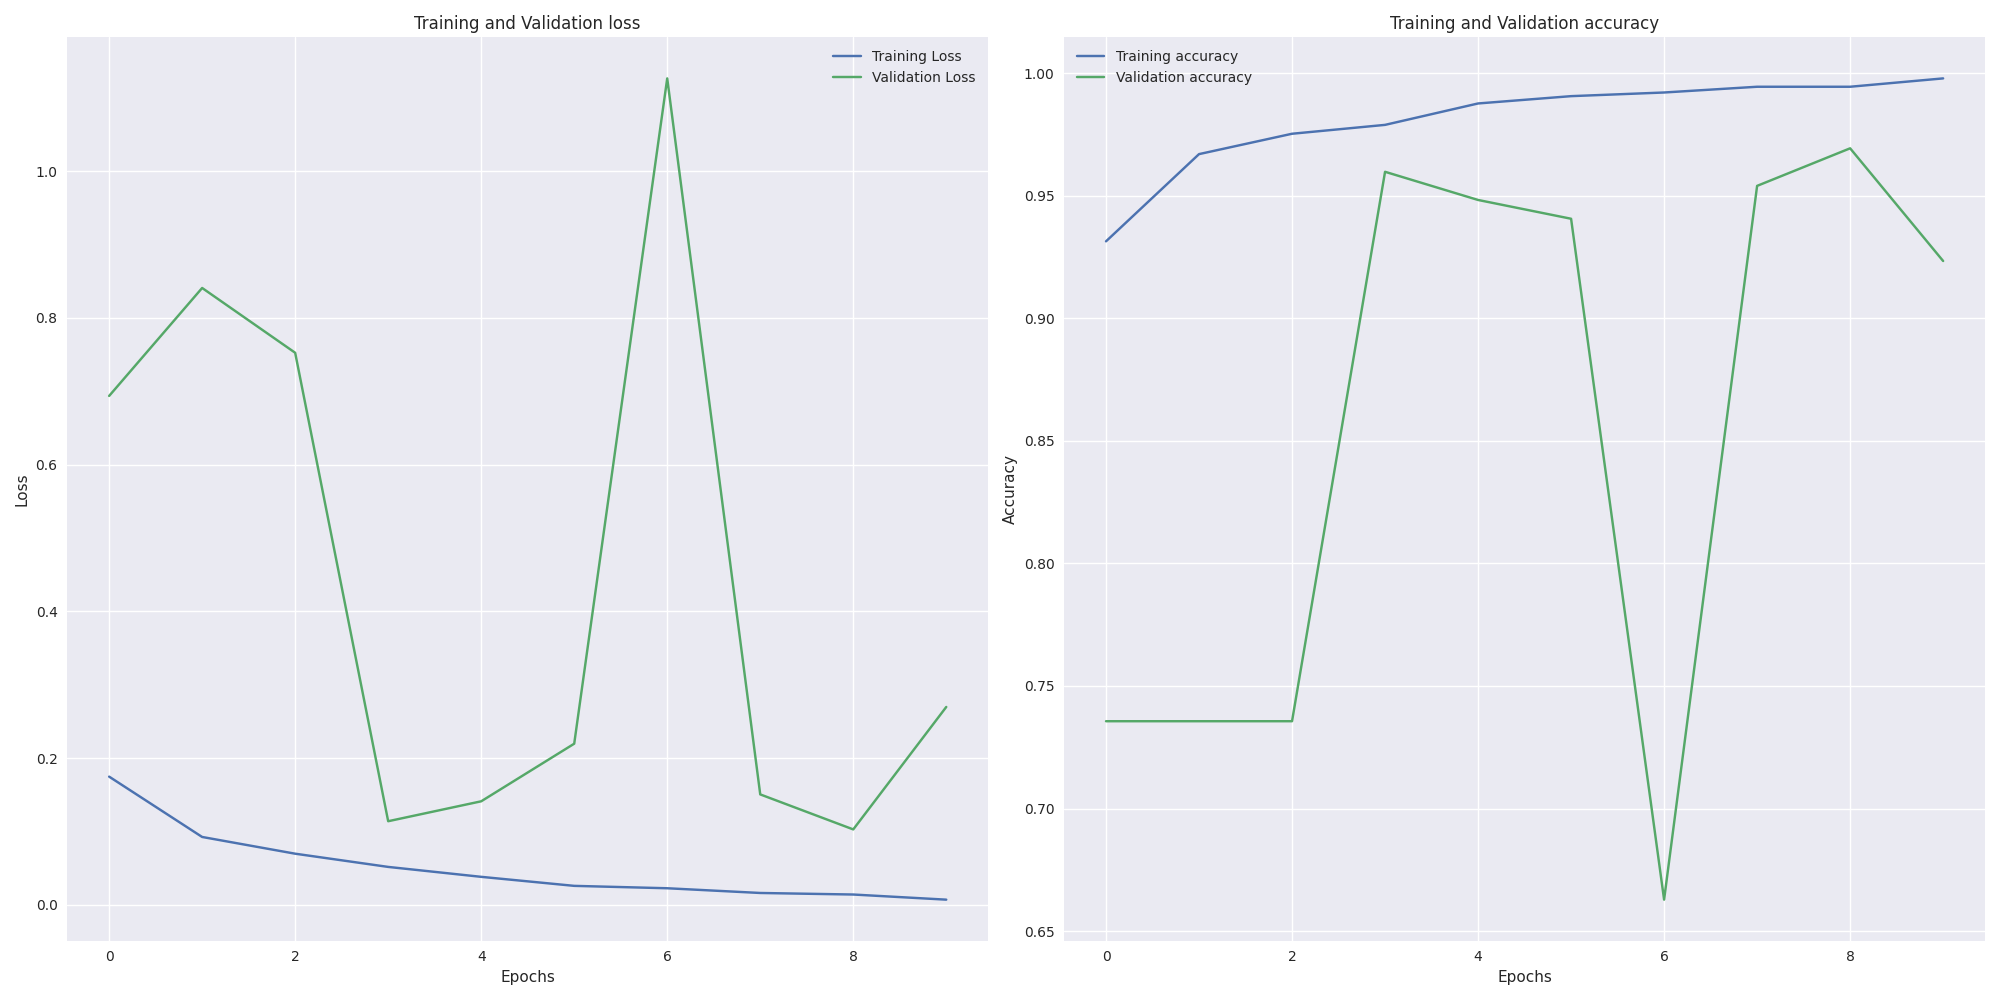 Training and Validation loss
Training Loss
Validation Loss
1.0
0.8
0.6
0.4
0.2
0.0
Loss
0
2
4
6
8
Epochs
Training and Validation accuracy
Training accuracy
Validation accuracy
1.00
0.95
0.90
0.85
0.80
0.75
0.70
0.65
Accuracy
0
2
4
6
8
Epochs